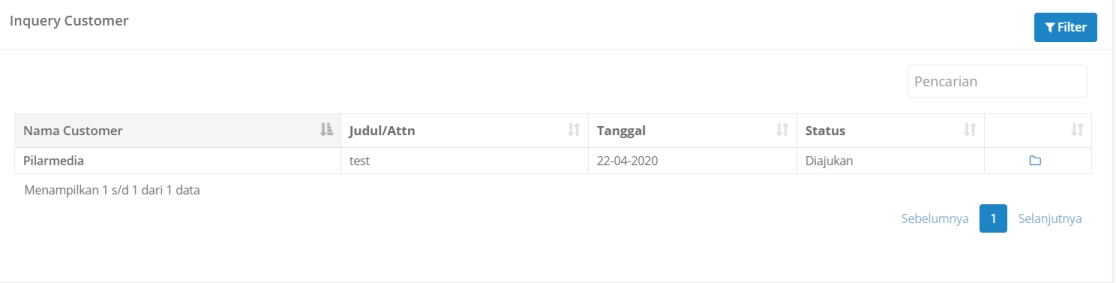 Inquery Customer
Filter
Pencarian
Nama Customer Judul/Attn Tanggal Status
Pilarmedia test 22-04-2020 Diajukan
Menampilkan 1 s/d 1 dari 1 data
Sebelumnya 1 Selanjutnya